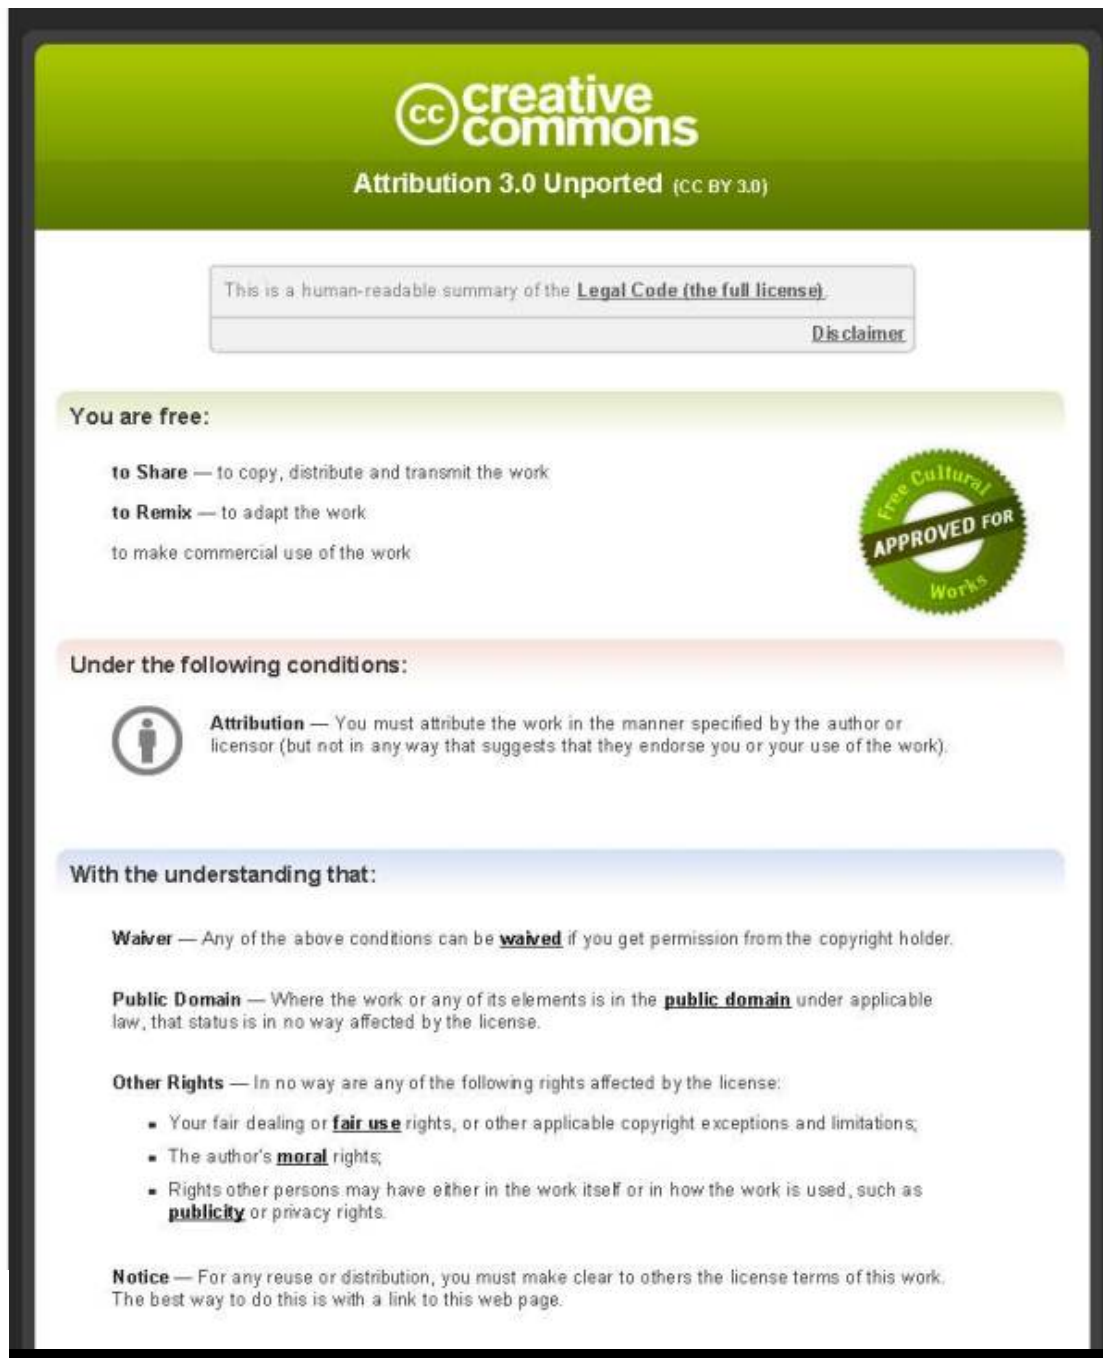 cc creative
commons
Attribution 3.0 Unported (CC BY 3.0)
This is a human-readable summary of the Legal Code (the full license).
Disclaimer
You are free:
to Share — to copy, distribute and transmit the work
to Remix — to adapt the work
to make commercial use of the work
Free Cultural
APPROVED FOR
Works
Under the following conditions:
Attribution — You must attribute the work in the manner specified by the author or
licensor (but not in any way that suggests that they endorse you or your use of the work).
With the understanding that:
Waiver — Any of the above conditions can be waived if you get permission from the copyright holder.
Public Domain — Where the work or any of its elements is in the public domain under applicable
law, that status is in no way affected by the license.
Other Rights — In no way are any of the following rights affected by the license:
▪ Your fair dealing or fair use rights, or other applicable copyright exceptions and limitations;
▪ The author's moral rights;
▪ Rights other persons may have either in the work itself or in how the work is used, such as
publicity or privacy rights.
Notice — For any reuse or distribution, you must make clear to others the license terms of this work.
The best way to do this is with a link to this web page.